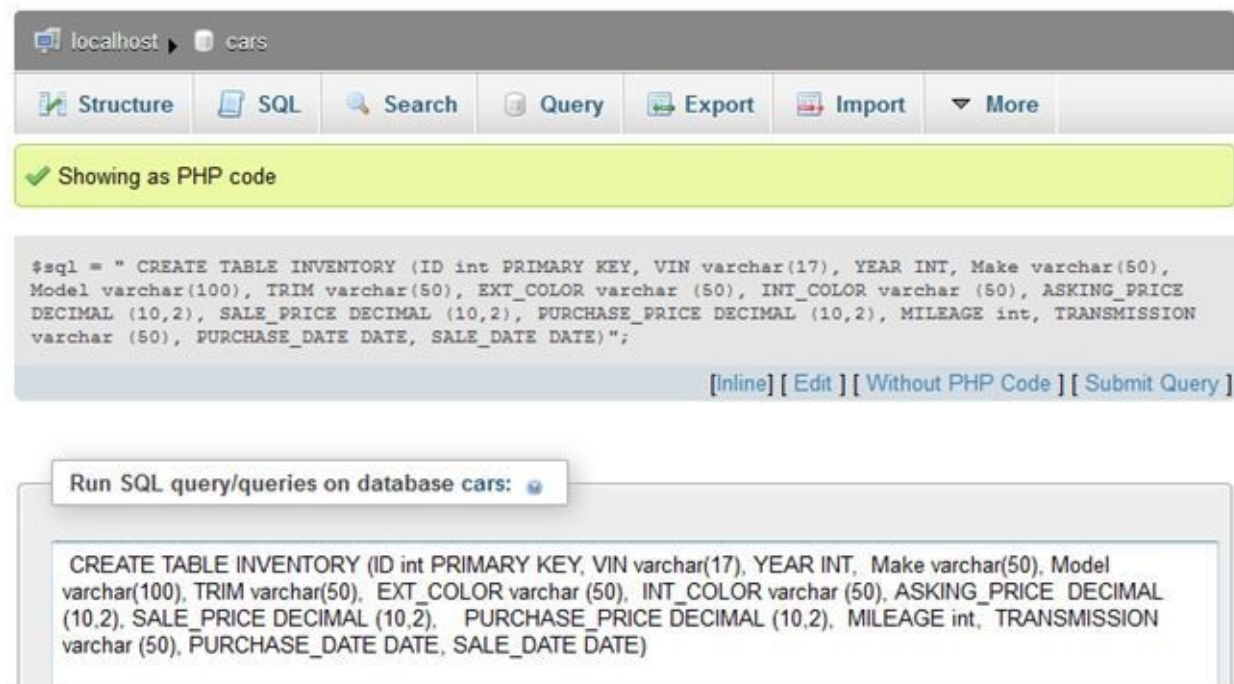 localhost ▸ cars
Structure SQL Search Query Export Import ▼ More
Showing as PHP code
$sql = " CREATE TABLE INVENTORY (ID int PRIMARY KEY, VIN varchar(17), YEAR INT, Make varchar(50),
Model varchar(100), TRIM varchar(50), EXT_COLOR varchar (50), INT_COLOR varchar (50), ASKING_PRICE
DECIMAL (10,2), SALE_PRICE DECIMAL (10,2), PURCHASE_PRICE DECIMAL (10,2), MILEAGE int, TRANSMISSION
varchar (50), PURCHASE_DATE DATE, SALE_DATE DATE)";
[Inline] [ Edit ] [ Without PHP Code ] [ Submit Query ]
Run SQL query/queries on database cars:
CREATE TABLE INVENTORY (ID int PRIMARY KEY, VIN varchar(17), YEAR INT, Make varchar(50), Model
varchar(100), TRIM varchar(50), EXT_COLOR varchar (50), INT_COLOR varchar (50), ASKING_PRICE DECIMAL
(10,2), SALE_PRICE DECIMAL (10,2), PURCHASE_PRICE DECIMAL (10,2), MILEAGE int, TRANSMISSION
varchar (50), PURCHASE_DATE DATE, SALE_DATE DATE)